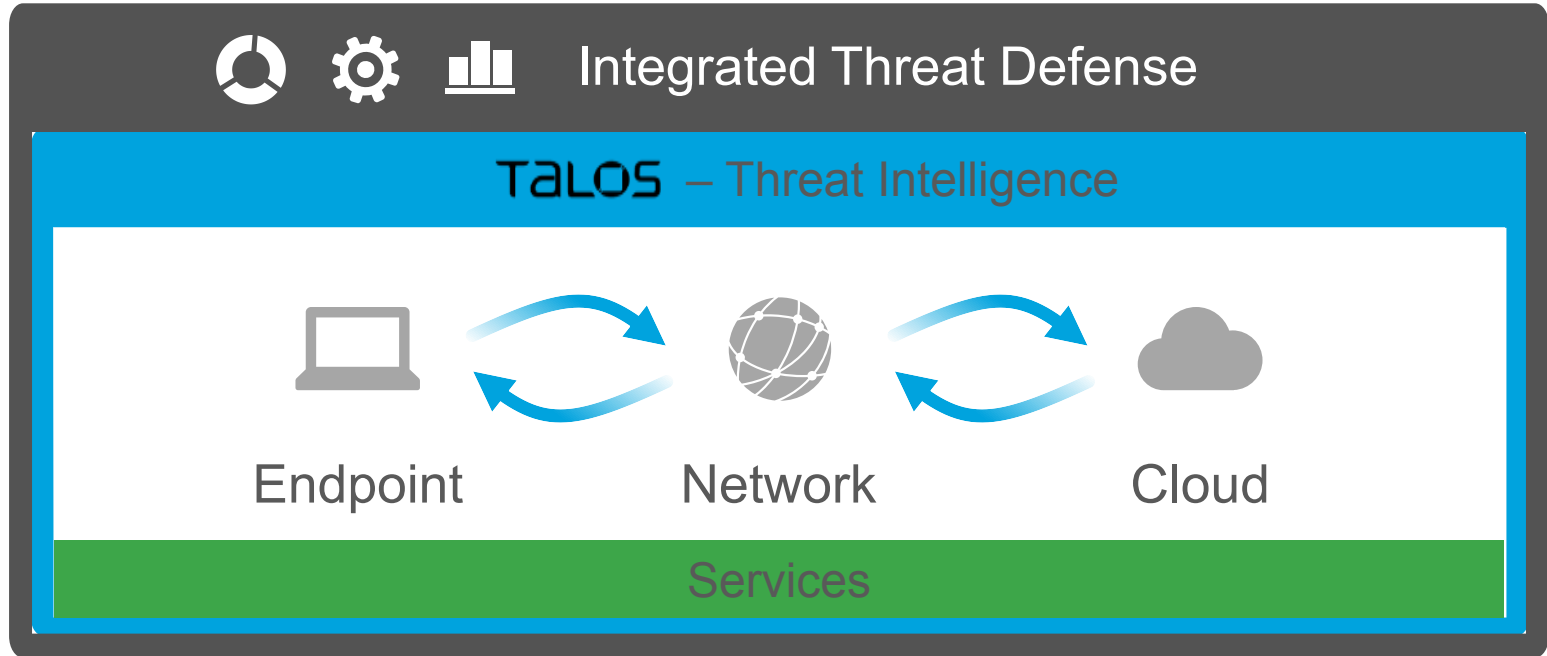 Integrated Threat Defense
TaLOS – Threat Intelligence
Endpoint Network Cloud
Services